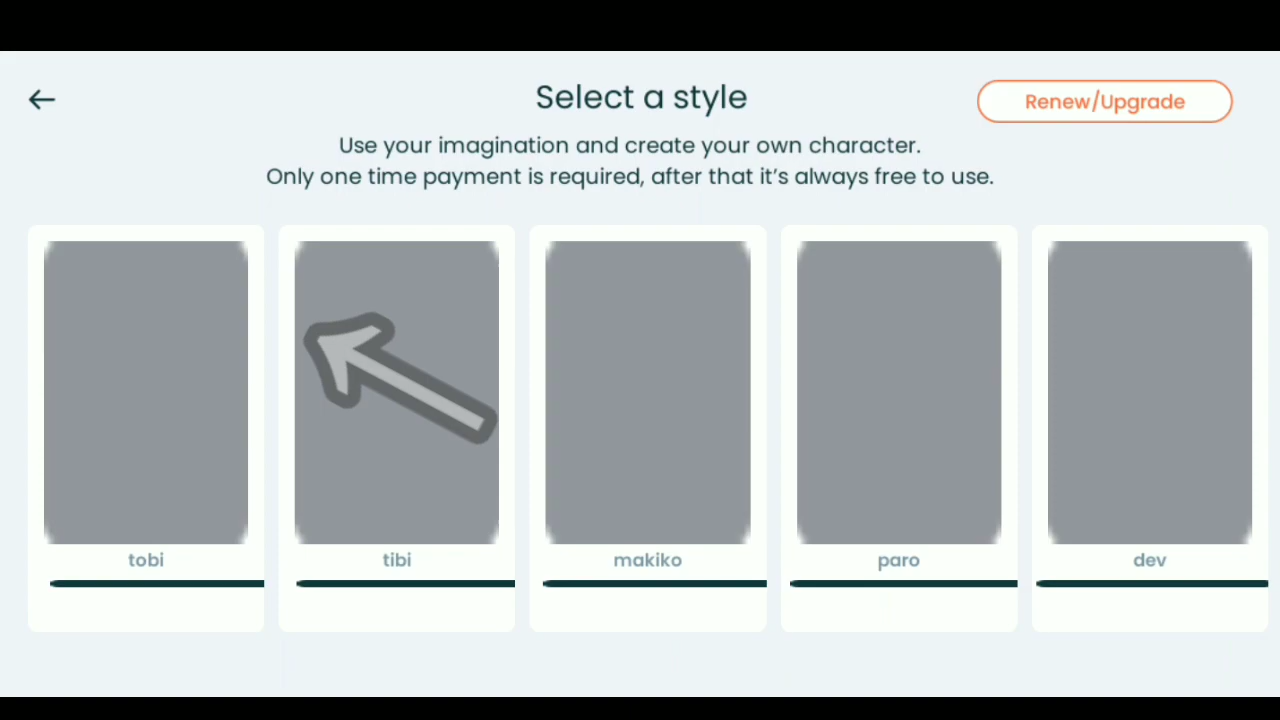 Select a style
Renew/Upgrade
Use your imagination and create your own character.
Only one time payment is required, after that it’s always free to use.
tobi
tibi
makiko
paro
dev